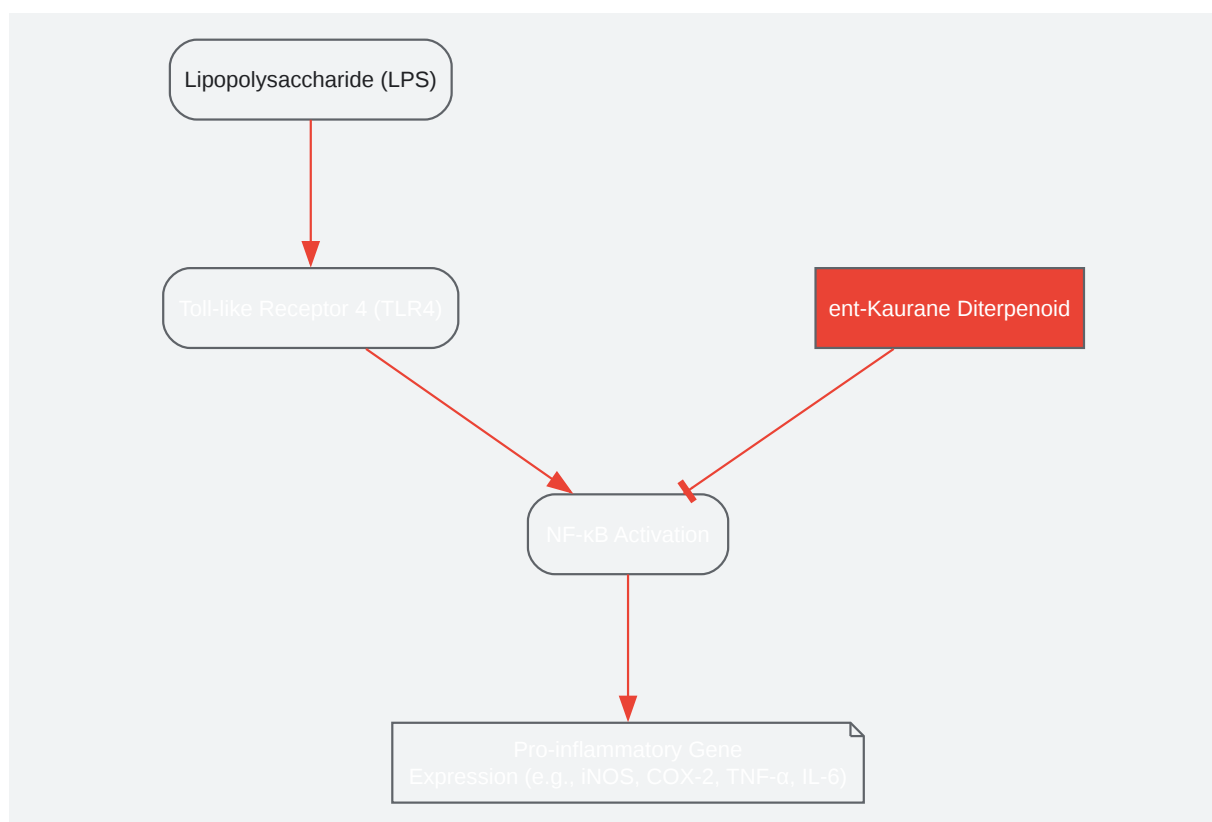 Lipopolysaccharide (LPS)
Toll-like Receptor 4 (TLR4)
ent-Kaurane Diterpenoid
NF-κB Activation
Pro-inflammatory Gene
Expression (e.g., iNOS, COX-2, TNF-α, IL-6)